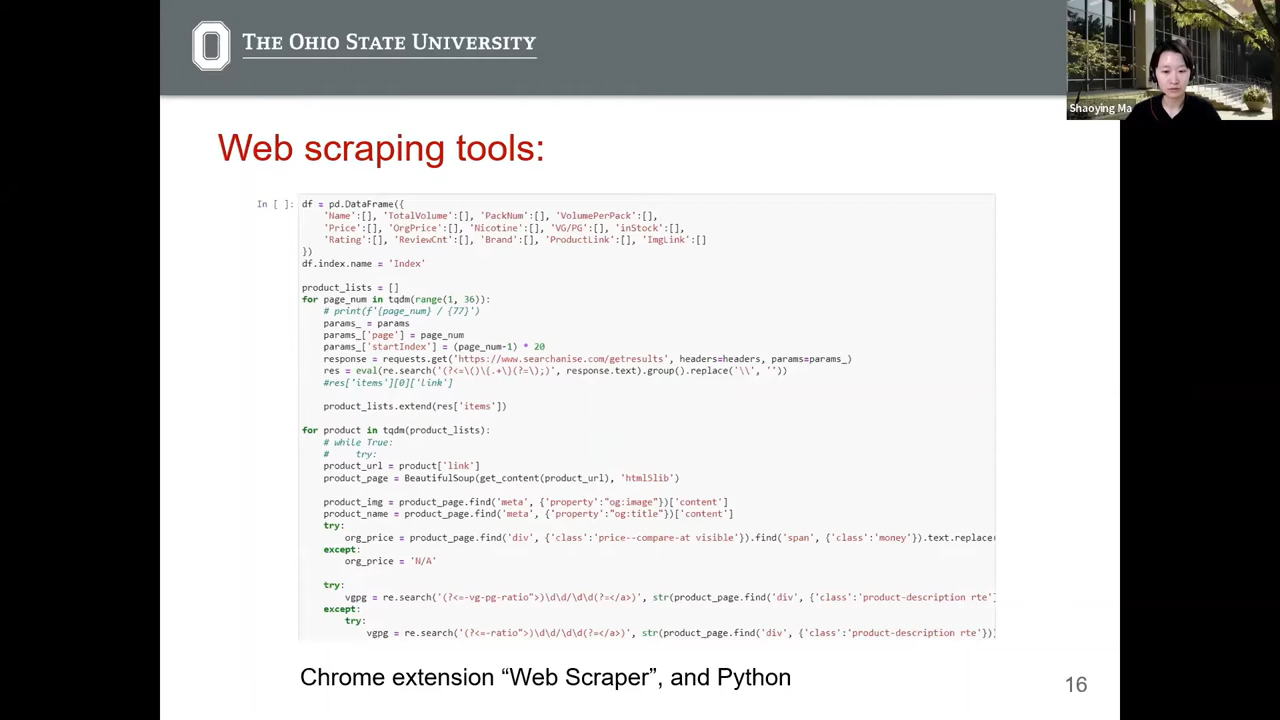 THE OHIO STATE UNIVERSITY
Shaoying Ma
Web scraping tools:
In [ ]:
df = pd.DataFrame({
'Name':[], 'TotalVolume':[], 'PackNum':[], 'VolumePerPack':[],
'Price':[], 'OrgPrice':[], 'Nicotine':[], 'VG/PG':[], 'inStock':[],
'Rating':[], 'ReviewCnt':[], 'Brand':[], 'ProductLink':[], 'ImgLink':[]
})
df.index.name = 'Index'
product_lists = []
for page_num in tqdm(range(1, 36)):
# print(f'{page_num} / {77}')
params_ = params
params_['page'] = page_num
params_['startIndex'] = (page_num-1) * 20
response = requests.get('https://www.searchanise.com/getresults', headers=headers, params=params_)
res = eval(re.search('(?<=\()\{.+\}(?=\);)', response.text).group().replace('\\', ''))
#res['items'][0]['link']
product_lists.extend(res['items'])
for product in tqdm(product_lists):
# while True:
#     try:
product_url = product['link']
product_page = BeautifulSoup(get_content(product_url), 'html5lib')
product_img = product_page.find('meta', {'property':"og:image"})['content']
product_name = product_page.find('meta', {'property':"og:title"})['content']
try:
org_price = product_page.find('div', {'class':'price--compare-at visible'}).find('span', {'class':'money'}).text.replace(
except:
org_price = 'N/A'
try:
vgpg = re.search('(?<=-vg-pg-ratio">)\d\d/\d\d(?=</a>)', str(product_page.find('div', {'class':'product-description rte'}
except:
try:
vgpg = re.search('(?<=-ratio">)\d\d/\d\d(?=</a>)', str(product_page.find('div', {'class':'product-description rte'}))
Chrome extension “Web Scraper”, and Python
16